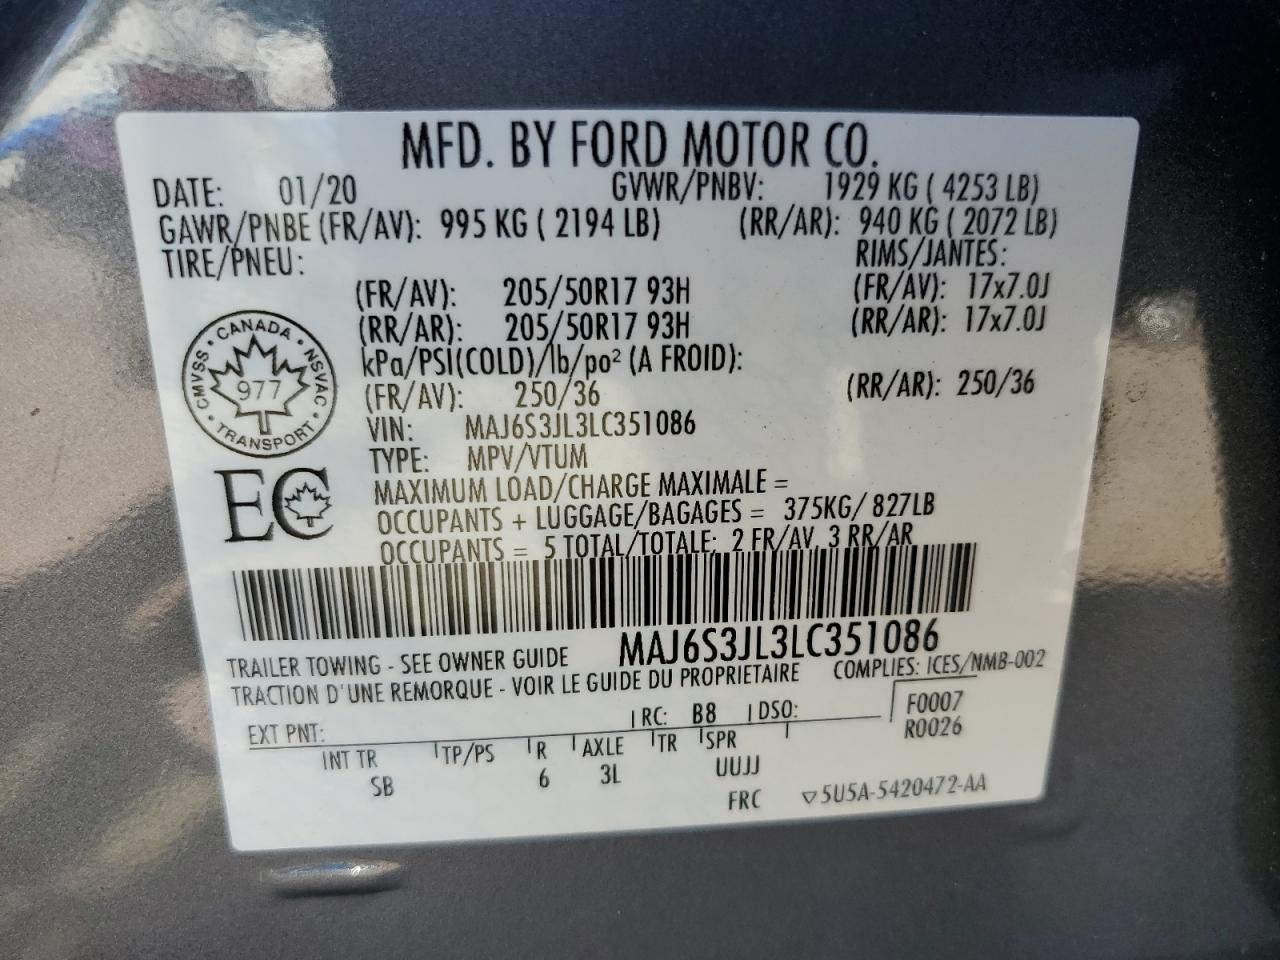 MFD. BY FORD MOTOR CO.
DATE: 01/20 GVWR/PNBV: 1929 KG ( 4253 LB)
GAWR/PNBE (FR/AV): 995 KG ( 2194 LB) (RR/AR): 940 KG ( 2072 LB)
TIRE/PNEU: RIMS/JANTES:
(FR/AV): 205/50R17 93H (FR/AV): 17x7.0J
(RR/AR): 205/50R17 93H (RR/AR): 17x7.0J
kPa/PSI(COLD)/lb/po² (A FROID):
(FR/AV): 250/36 (RR/AR): 250/36
CANADA · NSVAC · TRANSPORT · CMVSS
977
VIN: MAJ6S3JL3LC351086
TYPE: MPV/VTUM
EC
MAXIMUM LOAD/CHARGE MAXIMALE =
OCCUPANTS + LUGGAGE/BAGAGES = 375KG/ 827LB
OCCUPANTS = 5 TOTAL/TOTALE: 2 FR/AV, 3 RR/AR
MAJ6S3JL3LC351086
TRAILER TOWING - SEE OWNER GUIDE COMPLIES: ICES/NMB-002
TRACTION D'UNE REMORQUE - VOIR LE GUIDE DU PROPRIETAIRE
F0007
R0026
EXT PNT: RC: B8 DSO:
INT TR TP/PS R AXLE TR SPR
SB 6 3L UUJJ
FRC ▽5U5A-5420472-AA